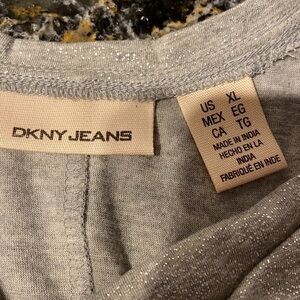 DKNY JEANS
US XL
MEX EG
CA TG
MADE IN INDIA
HECHO EN LA
INDIA
FABRIQUÉ EN INDE